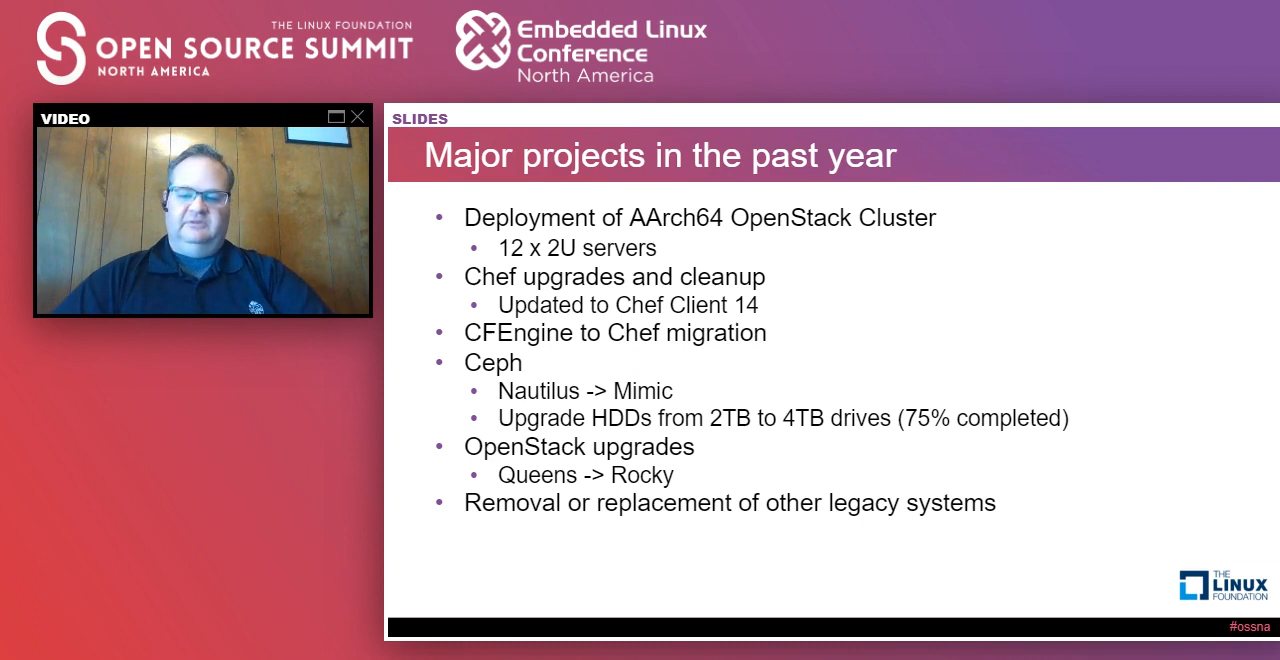 THE LINUX FOUNDATION
OPEN SOURCE SUMMIT
NORTH AMERICA
Embedded Linux
Conference
North America
VIDEO
SLIDES
Major projects in the past year
• Deployment of AArch64 OpenStack Cluster
• 12 x 2U servers
• Chef upgrades and cleanup
• Updated to Chef Client 14
• CFEngine to Chef migration
• Ceph
• Nautilus -> Mimic
• Upgrade HDDs from 2TB to 4TB drives (75% completed)
• OpenStack upgrades
• Queens -> Rocky
• Removal or replacement of other legacy systems
THE
LINUX
FOUNDATION
#ossna